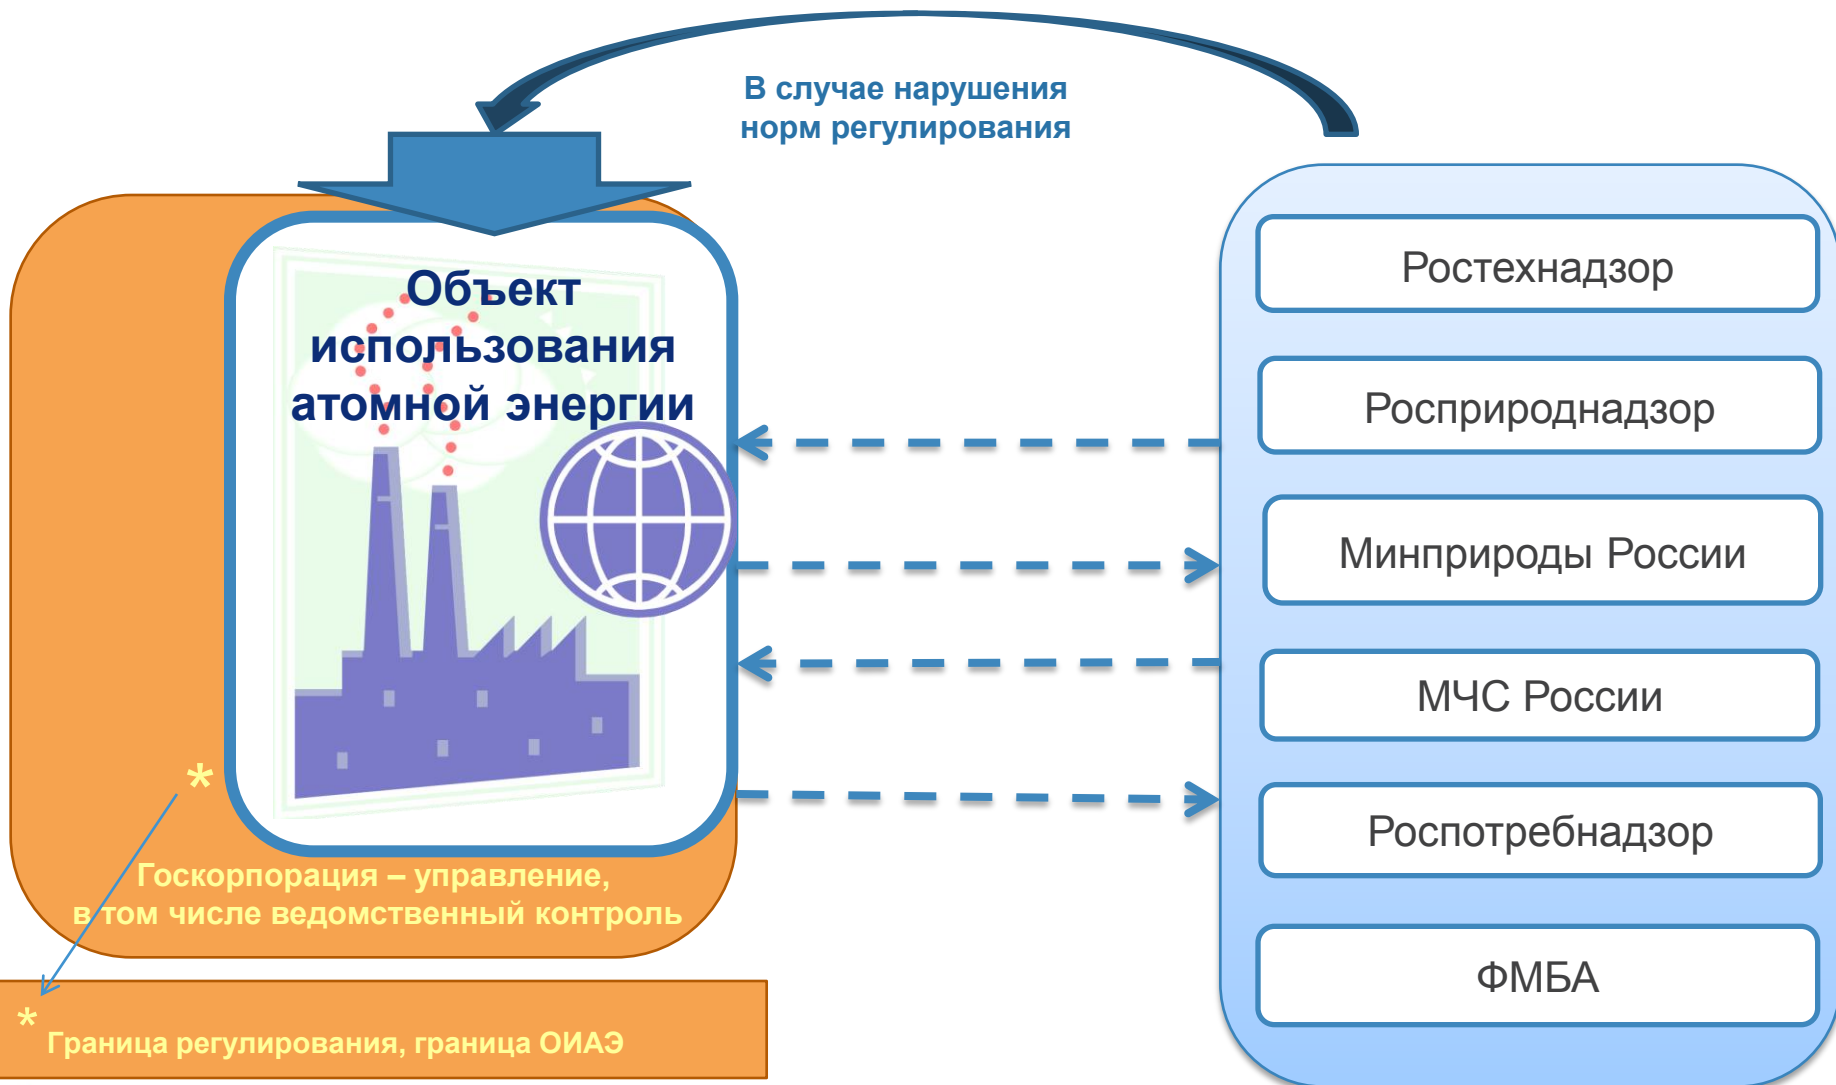 В случае нарушения
норм регулирования
Объект
использования
атомной энергии
*
Госкорпорация – управление,
в том числе ведомственный контроль
* Граница регулирования, граница ОИАЭ
Ростехнадзор
Росприроднадзор
Минприроды России
МЧС России
Роспотребнадзор
ФМБА